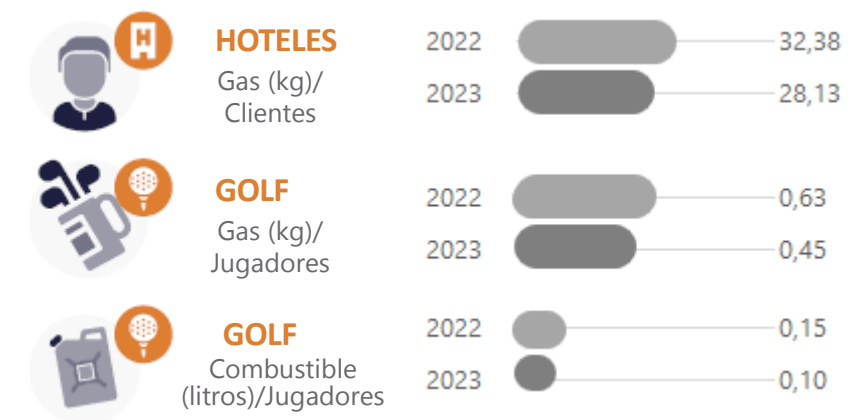 HOTELES
Gas (kg)/
Clientes
2022 32,38
2023 28,13
GOLF
Gas (kg)/
Jugadores
2022 0,63
2023 0,45
GOLF
Combustible
(litros)/Jugadores
2022 0,15
2023 0,10